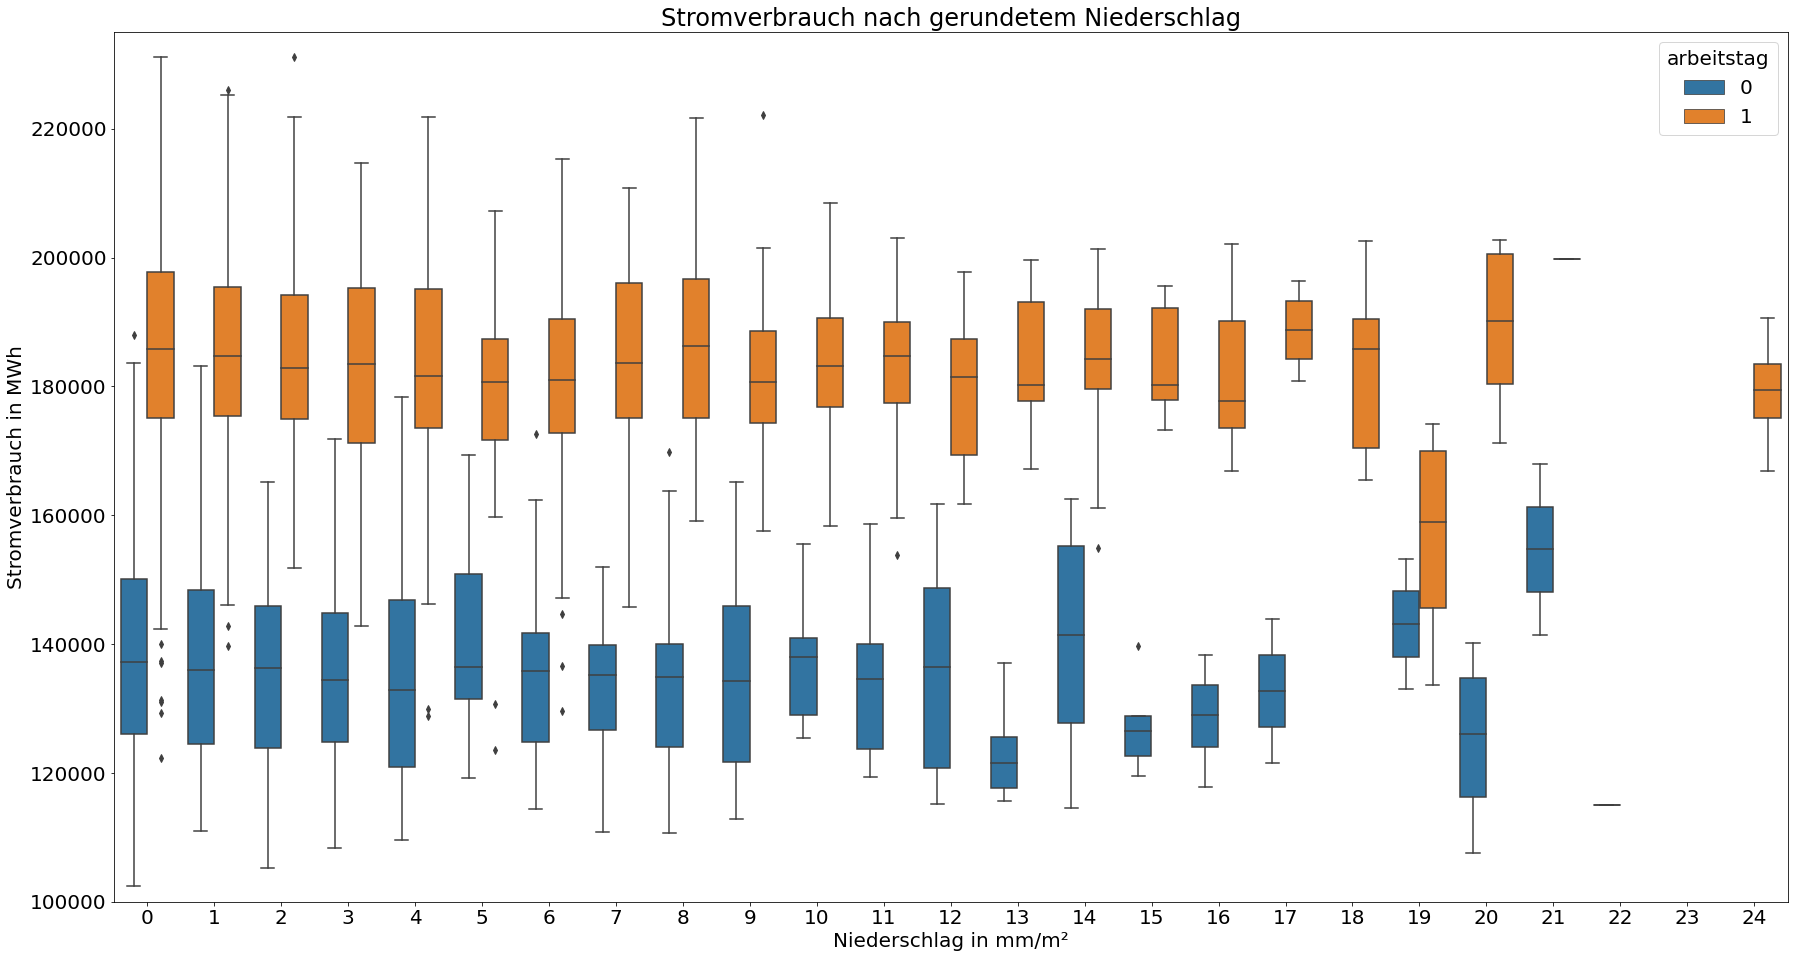 Stromverbrauch nach gerundetem Niederschlag
arbeitstag
0
1
Stromverbrauch in MWh
220000
200000
180000
160000
140000
120000
100000
0 1 2 3 4 5 6 7 8 9 10 11 12 13 14 15 16 17 18 19 20 21 22 23 24
Niederschlag in mm/m²